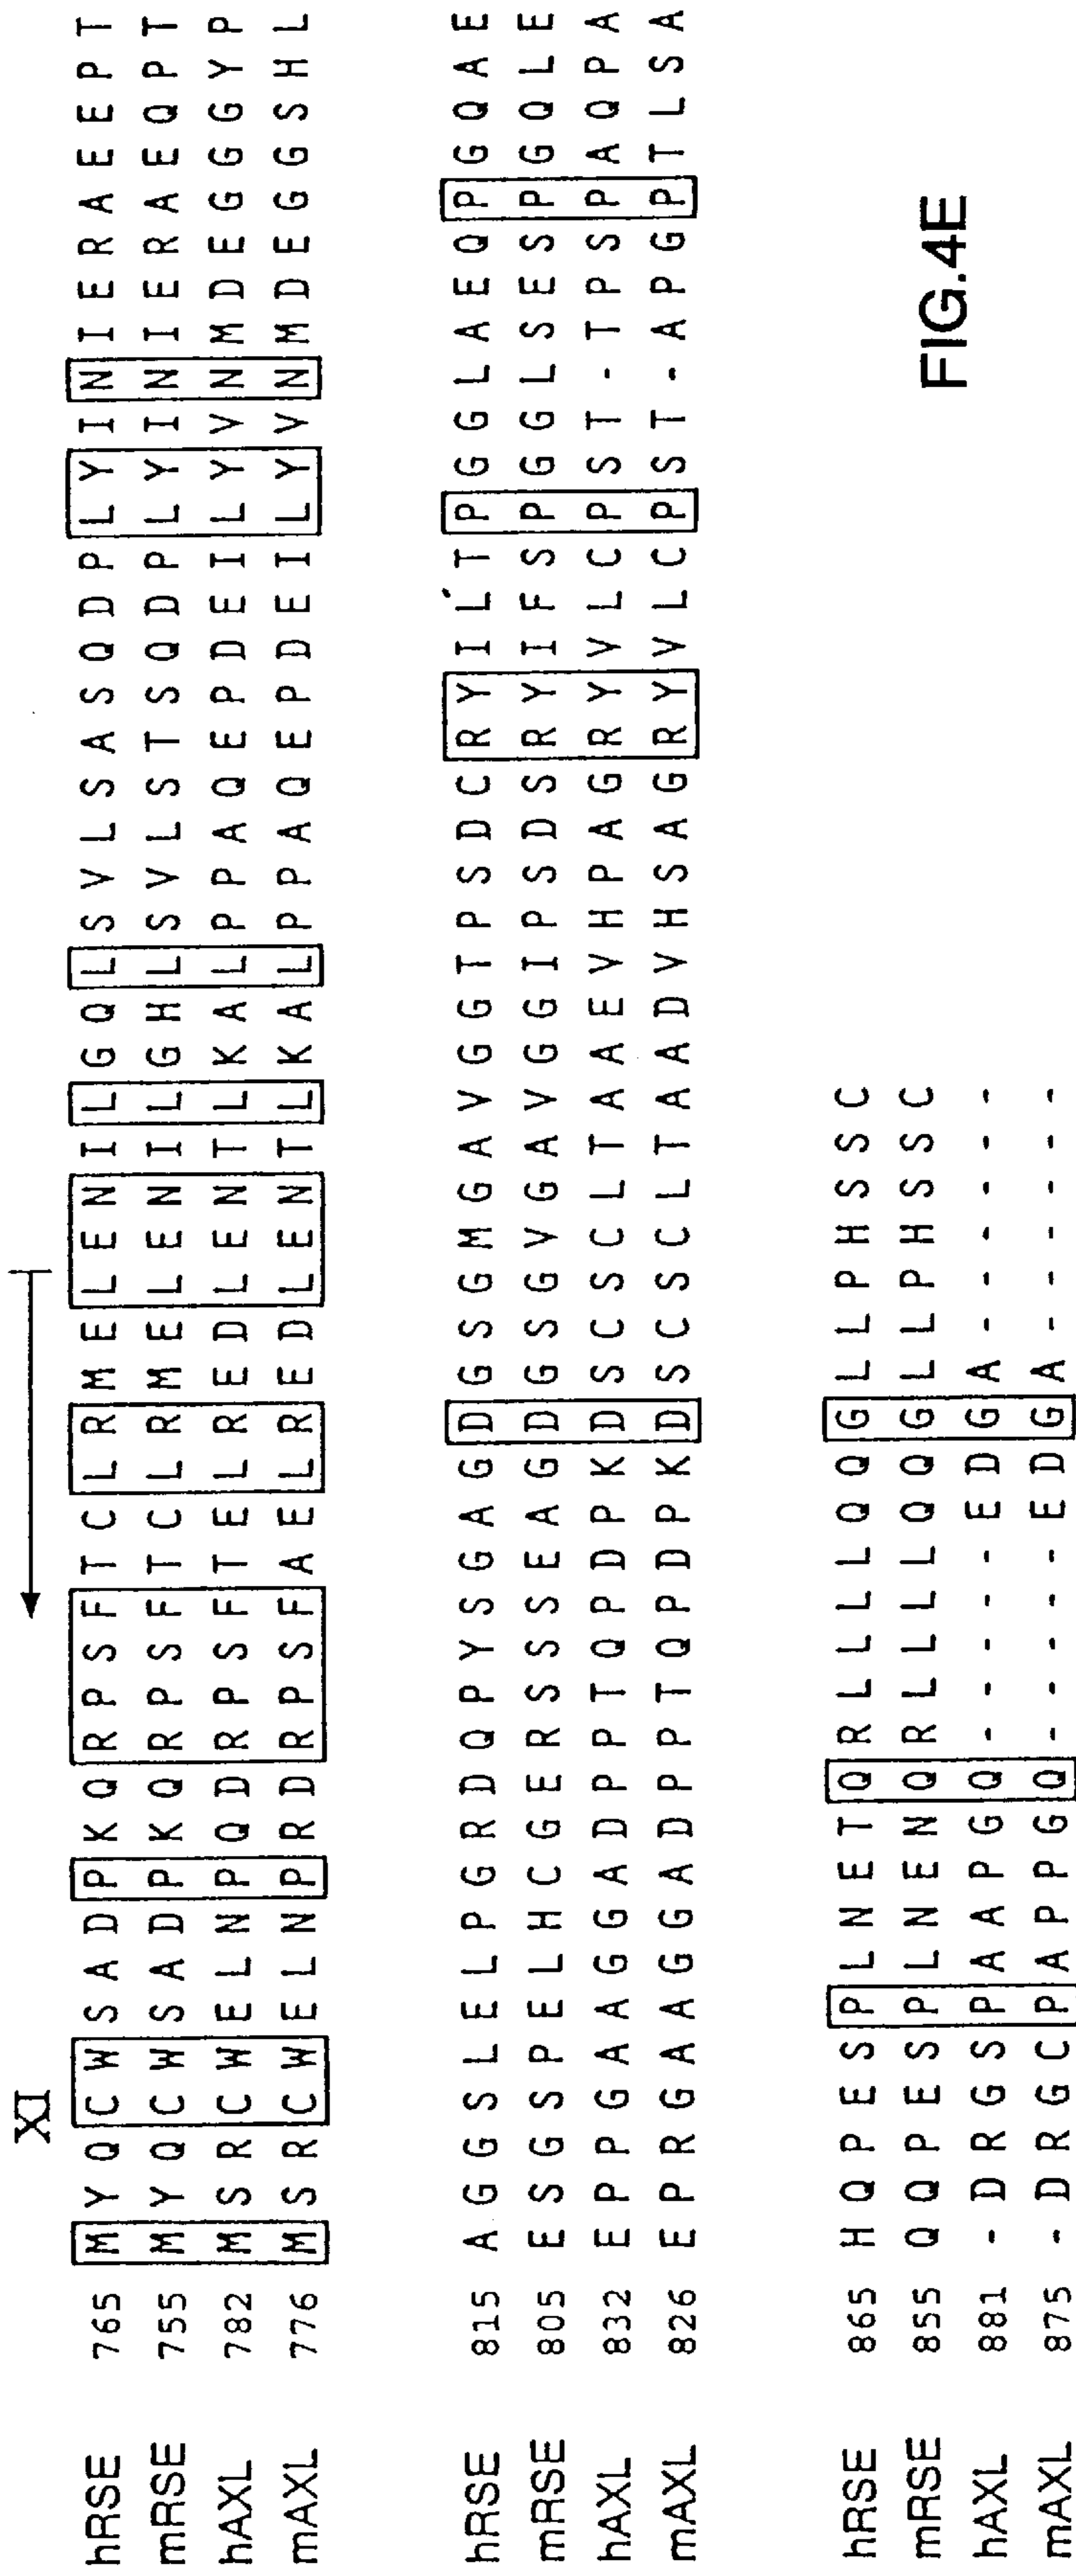 XI
hRSE 765 M Y Q C W S A D P K Q R P S F T C L R M E L E N I L G Q L S V L S A S Q D P L Y I N I E R A E E P T
mRSE 755 M Y Q C W S A D P K Q R P S F T C L R M E L E N I L G H L S V L S T S Q D P L Y I N I E R A E Q P T
hAXL 782 M S R C W E L N P Q D R P S F T E L R E D L E N T L K A L P P A Q E P D E I L Y V N M D E G G G Y P
mAXL 776 M S R C W E L N P R D R P S F A E L R E D L E N T L K A L P P A Q E P D E I L Y V N M D E G G S H L
hRSE 815 A G G S L E L P G R D Q P Y S G A G D G S G M G A V G G T P S D C R Y I L T P G G L A E Q P G Q A E
mRSE 805 E S G S P E L H C G E R S S S E A G D G S G V G A V G G I P S D S R Y I F S P G G L S E S P G Q L E
hAXL 832 E P P G A A G G A D P P T Q P D P K D S C S C L T A A E V H P A G R Y V L C P S T - T P S P A Q P A
mAXL 826 E P R G A A G G A D P P T Q P D P K D S C S C L T A A D V H S A G R Y V L C P S T - A P G P T L S A
hRSE 865 H Q P E S P L N E T Q R L L L L Q Q G L L P H S S C
mRSE 855 Q Q P E S P L N E N Q R L L L L Q Q G L L P H S S C
hAXL 881 - D R G S P A A P G Q - - - - - E D G A - - - - - -
mAXL 875 - D R G C P A P P G Q - - - - - E D G A - - - - - -
FIG.4E